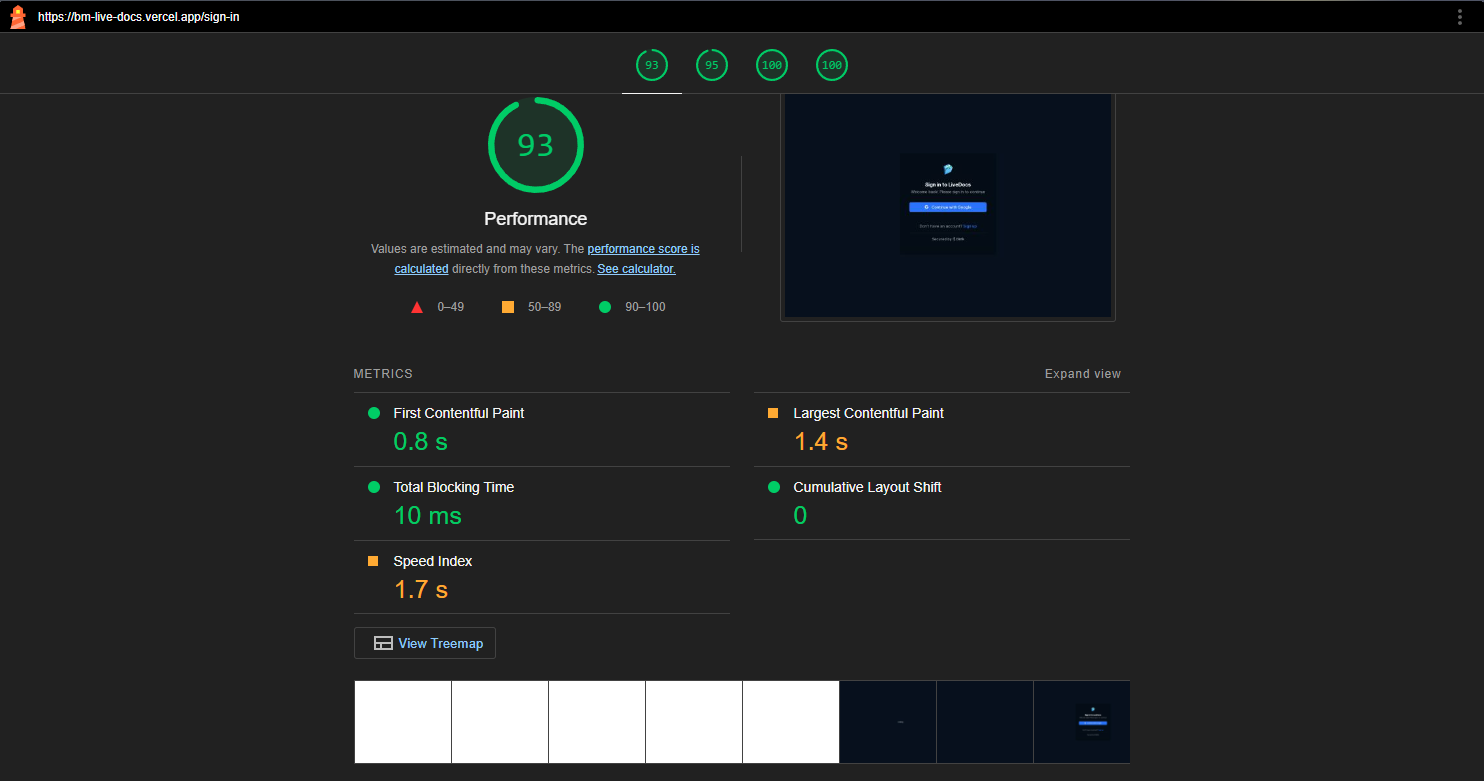 https://bm-live-docs.vercel.app/sign-in
93 95 100 100
93
Performance
Values are estimated and may vary. The performance score is
calculated directly from these metrics. See calculator.
0–49 50–89 90–100
Sign in to LiveDocs
Welcome back! Please sign in to continue
Continue with Google
Don't have an account? Sign up
Secured by
METRICS
Expand view
First Contentful Paint
0.8 s
Largest Contentful Paint
1.4 s
Total Blocking Time
10 ms
Cumulative Layout Shift
0
Speed Index
1.7 s
View Treemap